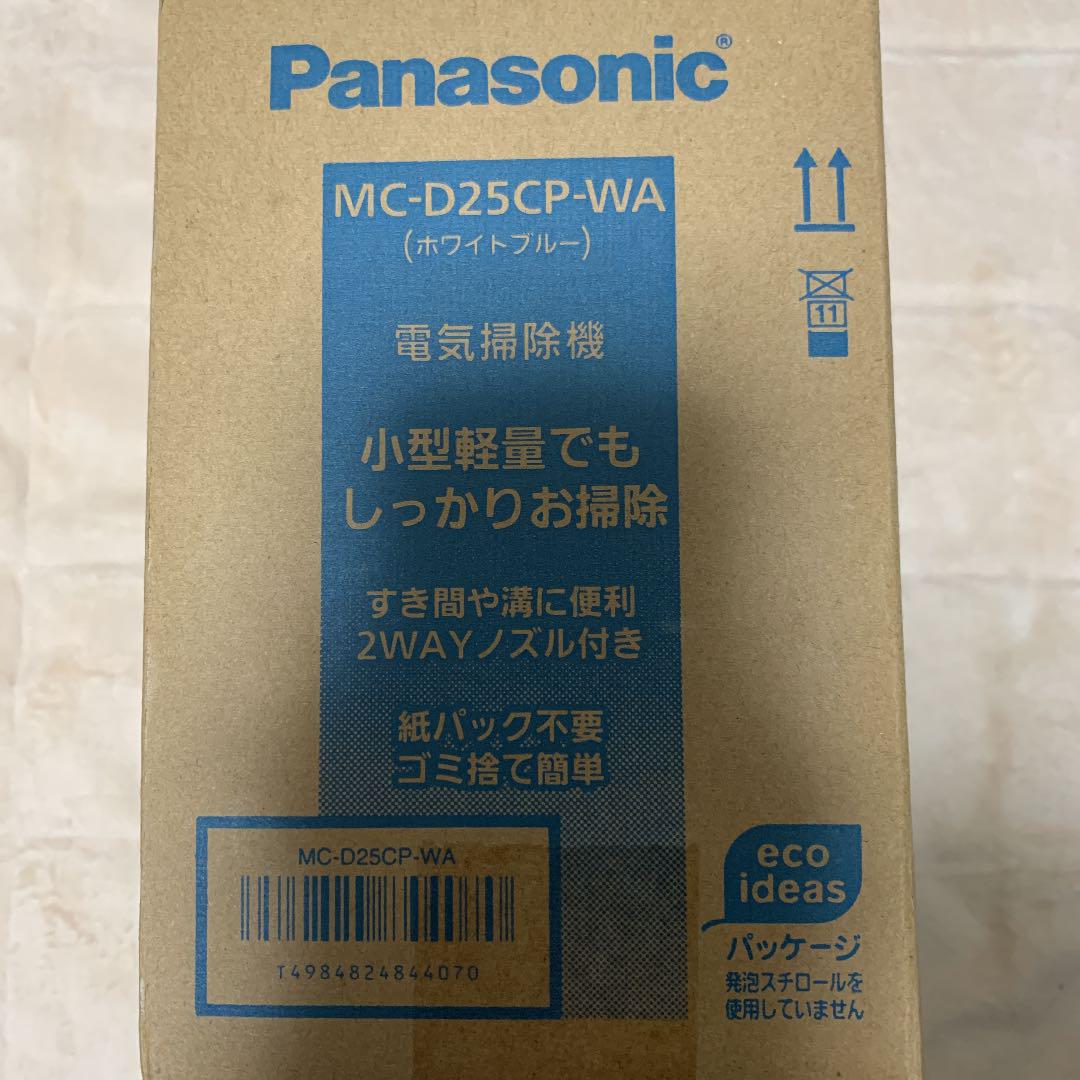 Panasonic®
MC-D25CP-WA
(ホワイトブルー)
電気掃除機
小型軽量でも
しっかりお掃除
すき間や溝に便利
2WAYノズル付き
紙パック不要
ゴミ捨て簡単
11
MC-D25CP-WA
T4984824844070
eco
ideas
パッケージ
発泡スチロールを
使用していません